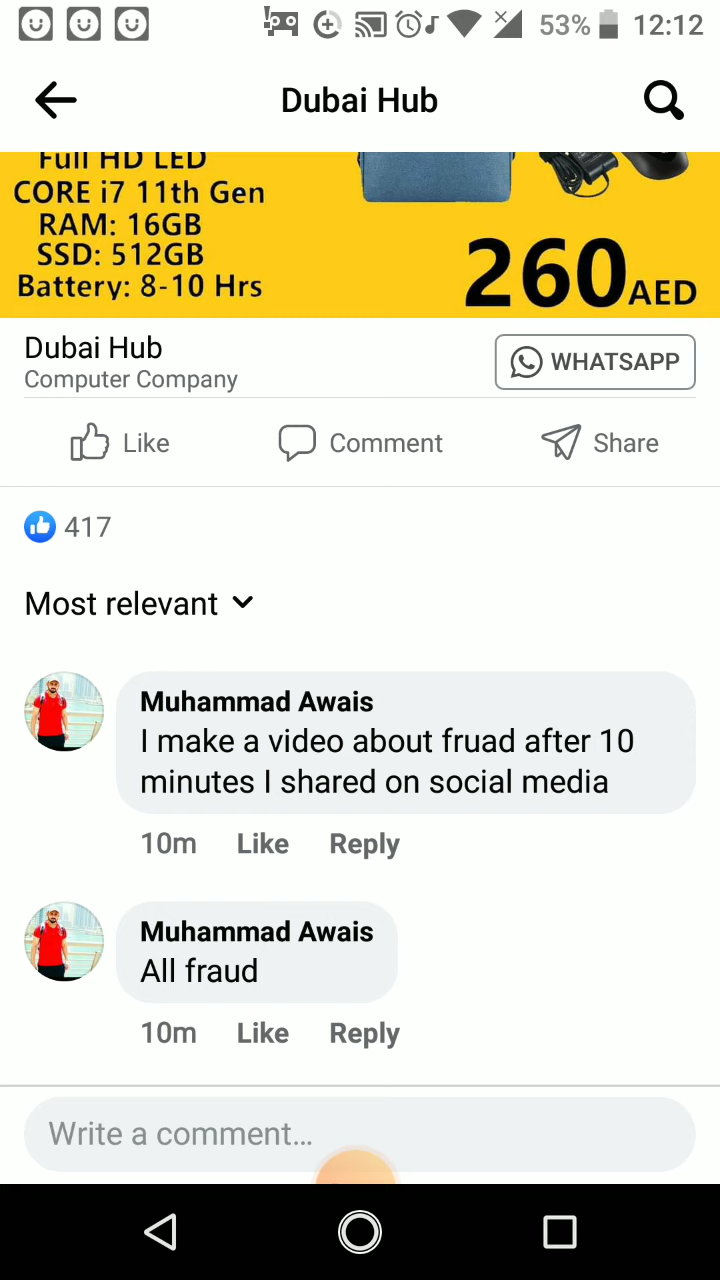 53%
12:12
Dubai Hub
Full HD LED
CORE i7 11th Gen
RAM: 16GB
SSD: 512GB
Battery: 8-10 Hrs
260AED
Dubai Hub
Computer Company
WHATSAPP
Like
Comment
Share
417
Most relevant
Muhammad Awais
I make a video about fruad after 10
minutes I shared on social media
10m Like Reply
Muhammad Awais
All fraud
10m Like Reply
Write a comment...